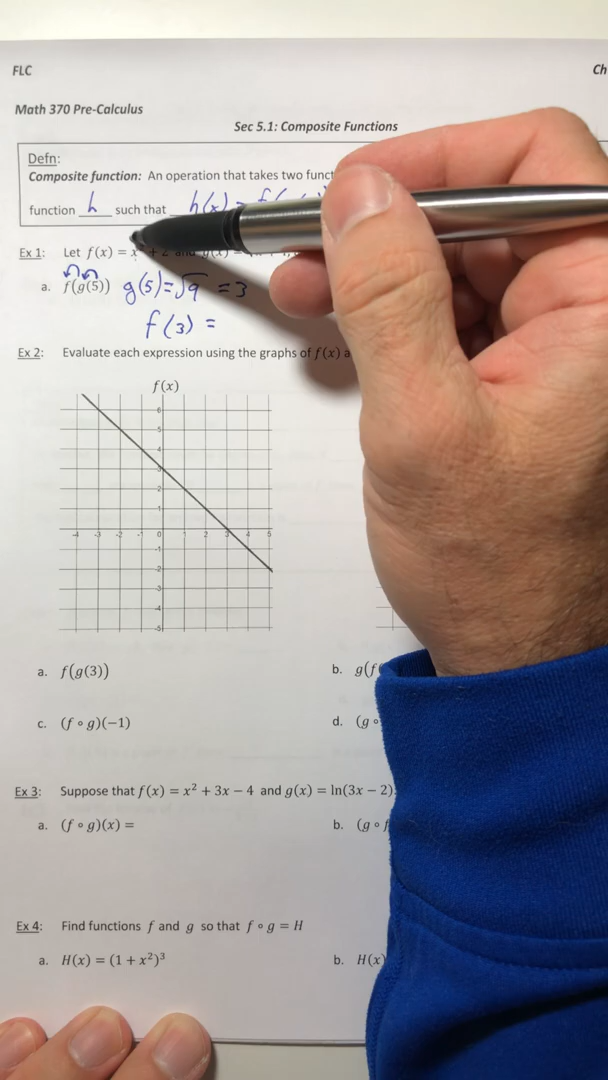 FLC Ch
Math 370 Pre-Calculus
Sec 5.1: Composite Functions
Defn:
Composite function: An operation that takes two funct
function h such that h(x) =
Ex 1: Let f(x) = x + 2 and g(x) =
a. f(g(5)) g(5)=√9 = 3
f(3) =
Ex 2: Evaluate each expression using the graphs of f(x) a
f(x)
6
5
4
3
2
1
-4 -3 -2 -1 0 1 2 3 4 5
-1
-2
-3
-4
-5
a. f(g(3)) b. g(f
c. (f∘g)(−1) d. (g∘
Ex 3: Suppose that f(x) = x² + 3x − 4 and g(x) = ln(3x − 2).
a. (f∘g)(x) = b. (g∘f
Ex 4: Find functions f and g so that f∘g = H
a. H(x) = (1 + x²)³ b. H(x)